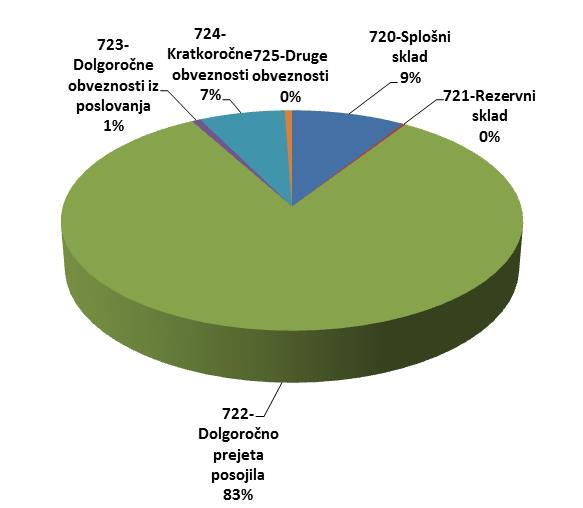 723-
Dolgoročne
obveznosti iz
poslovanja
1%
724-
Kratkoročne
obveznosti
7%
725-Druge
obveznosti
0%
720-Splošni
sklad
9%
721-Rezervni
sklad
0%
722-
Dolgoročno
prejeta
posojila
83%